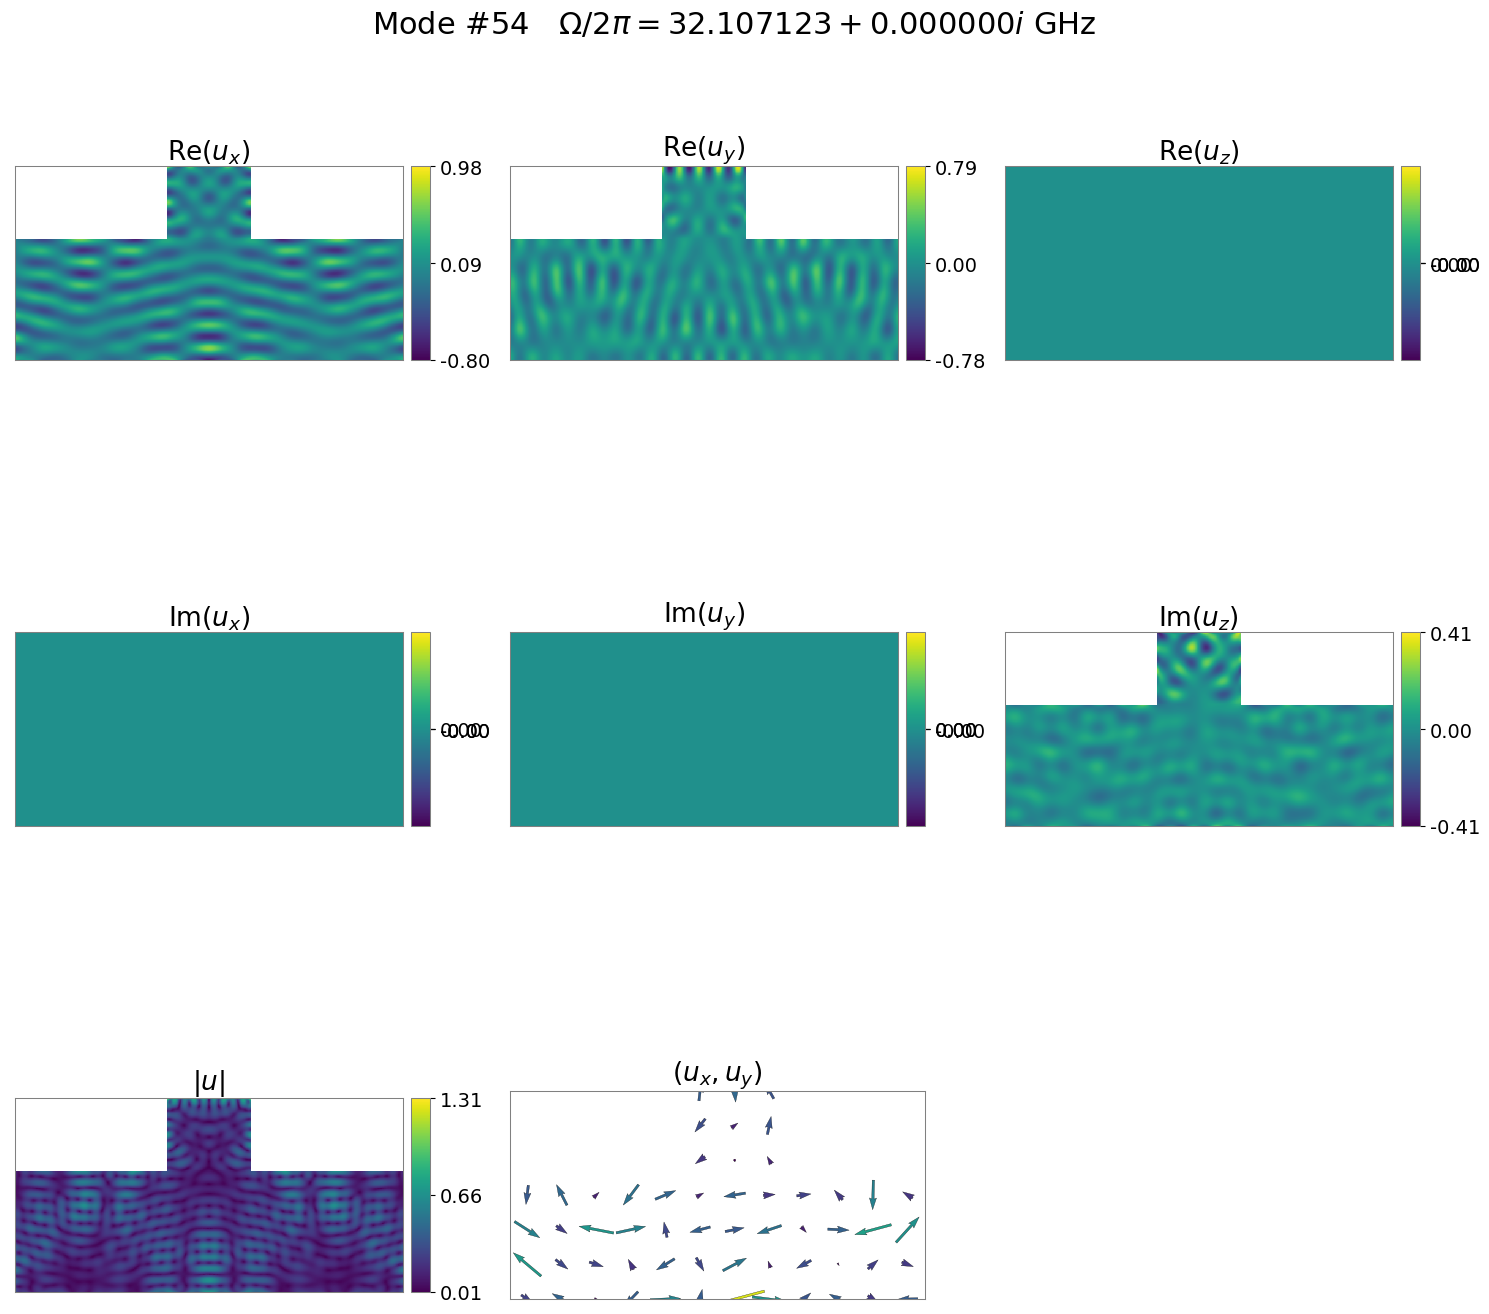 Mode #54   Ω/2π = 32.107123 + 0.000000i GHz
Re(u_x)
0.98
0.09
-0.80
Re(u_y)
0.79
0.00
-0.78
Re(u_z)
Im(u_x)
Im(u_y)
Im(u_z)
0.41
0.00
-0.41
|u|
1.31
0.66
0.01
(u_x, u_y)